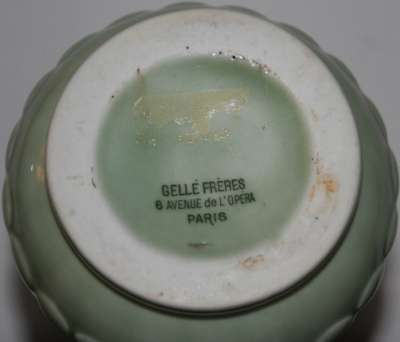 GELLÉ FRÈRES
6 AVENUE de L'OPERA
PARIS